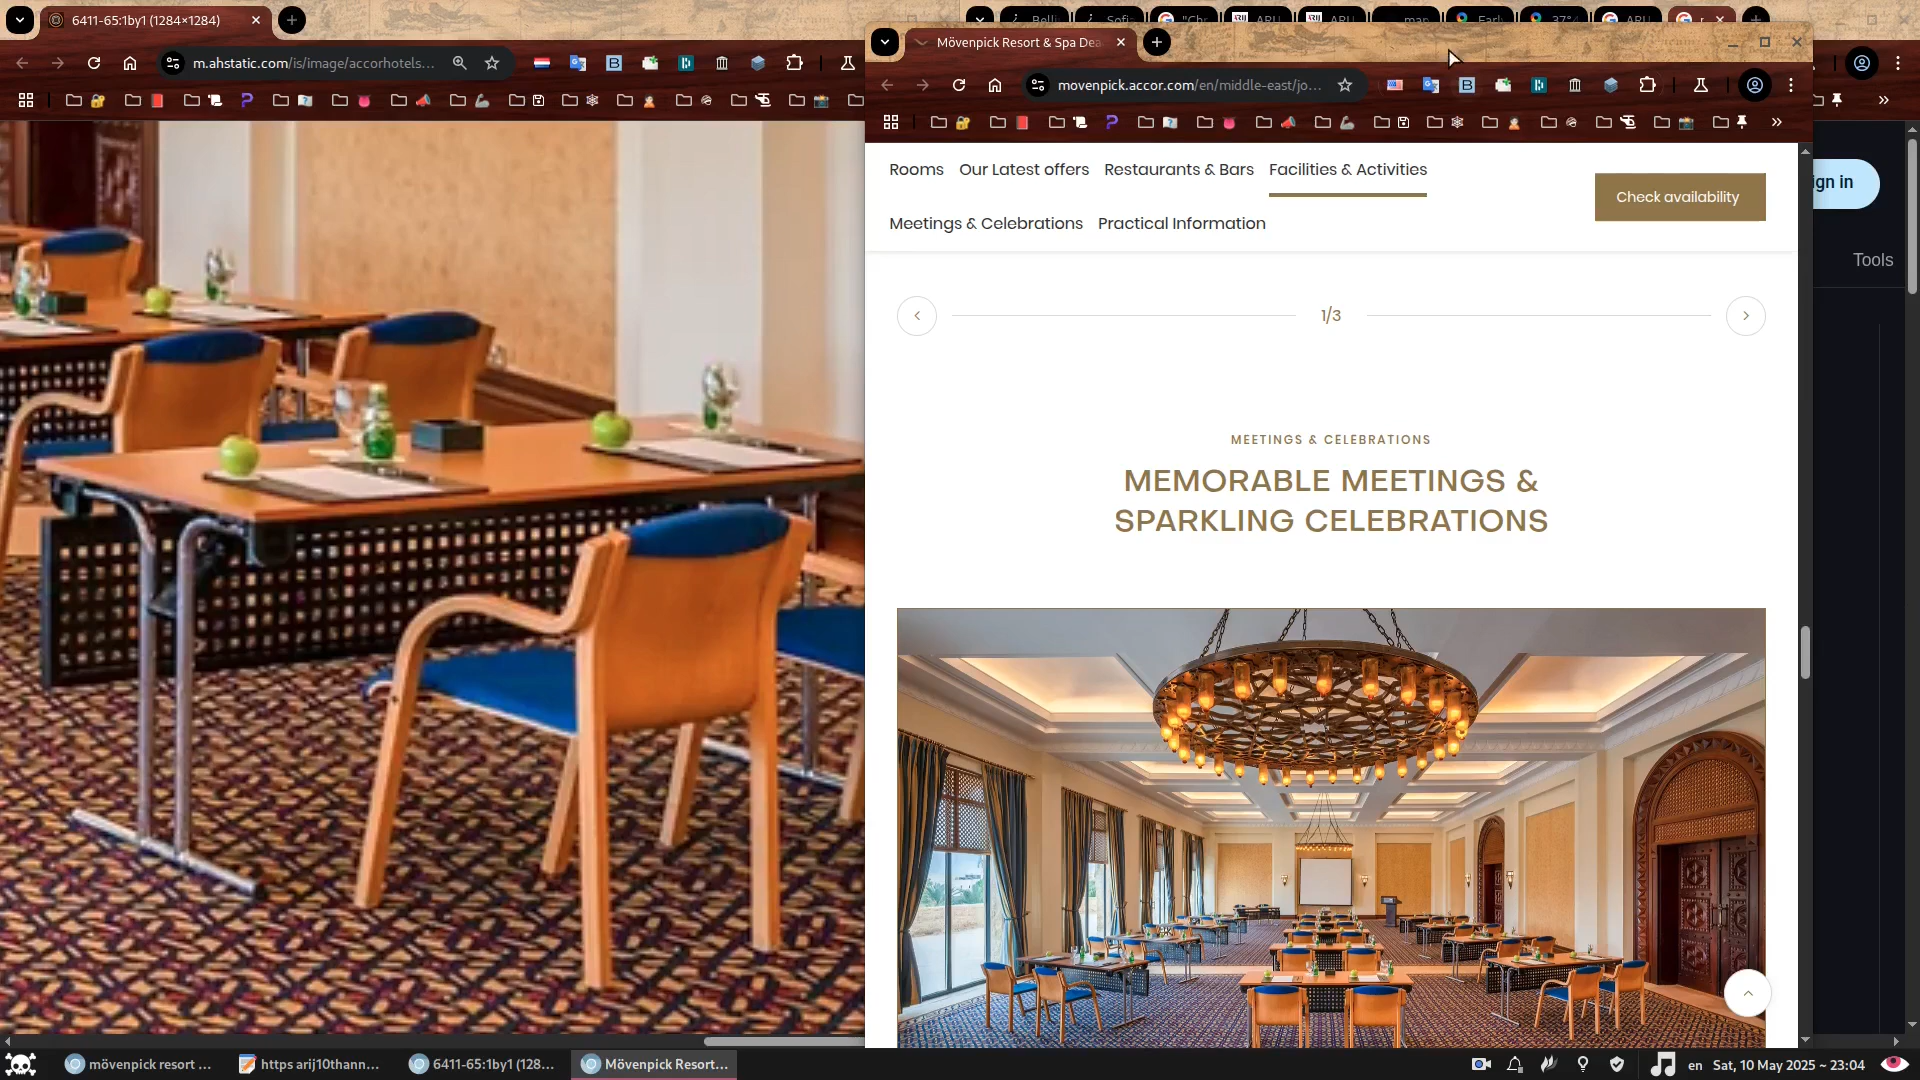 6411-65:1by1 (1284×1284)
m.ahstatic.com/is/image/accorhotels...
Mövenpick Resort & Spa Dea
movenpick.accor.com/en/middle-east/jo...
Rooms Our Latest offers Restaurants & Bars Facilities & Activities
Meetings & Celebrations Practical Information
Check availability
ign in
Tools
1/3
MEETINGS & CELEBRATIONS
MEMORABLE MEETINGS &
SPARKLING CELEBRATIONS
mövenpick resort ...
https arij10thann...
6411-65:1by1 (128...
Mövenpick Resort...
en
Sat, 10 May 2025 ~ 23:04